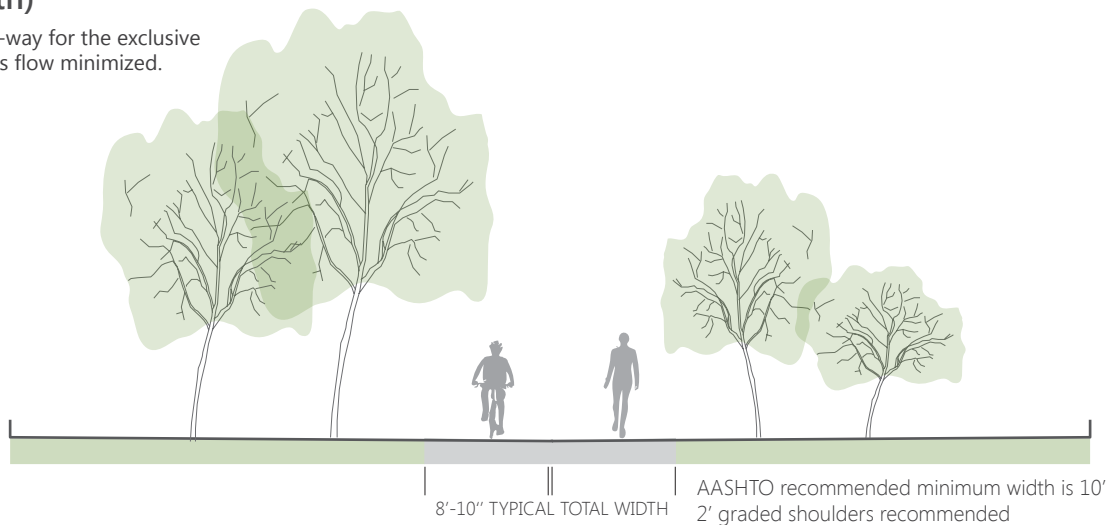 th)
-way for the exclusive
s flow minimized.
8'-10'' TYPICAL TOTAL WIDTH
AASHTO recommended minimum width is 10'
2' graded shoulders recommended